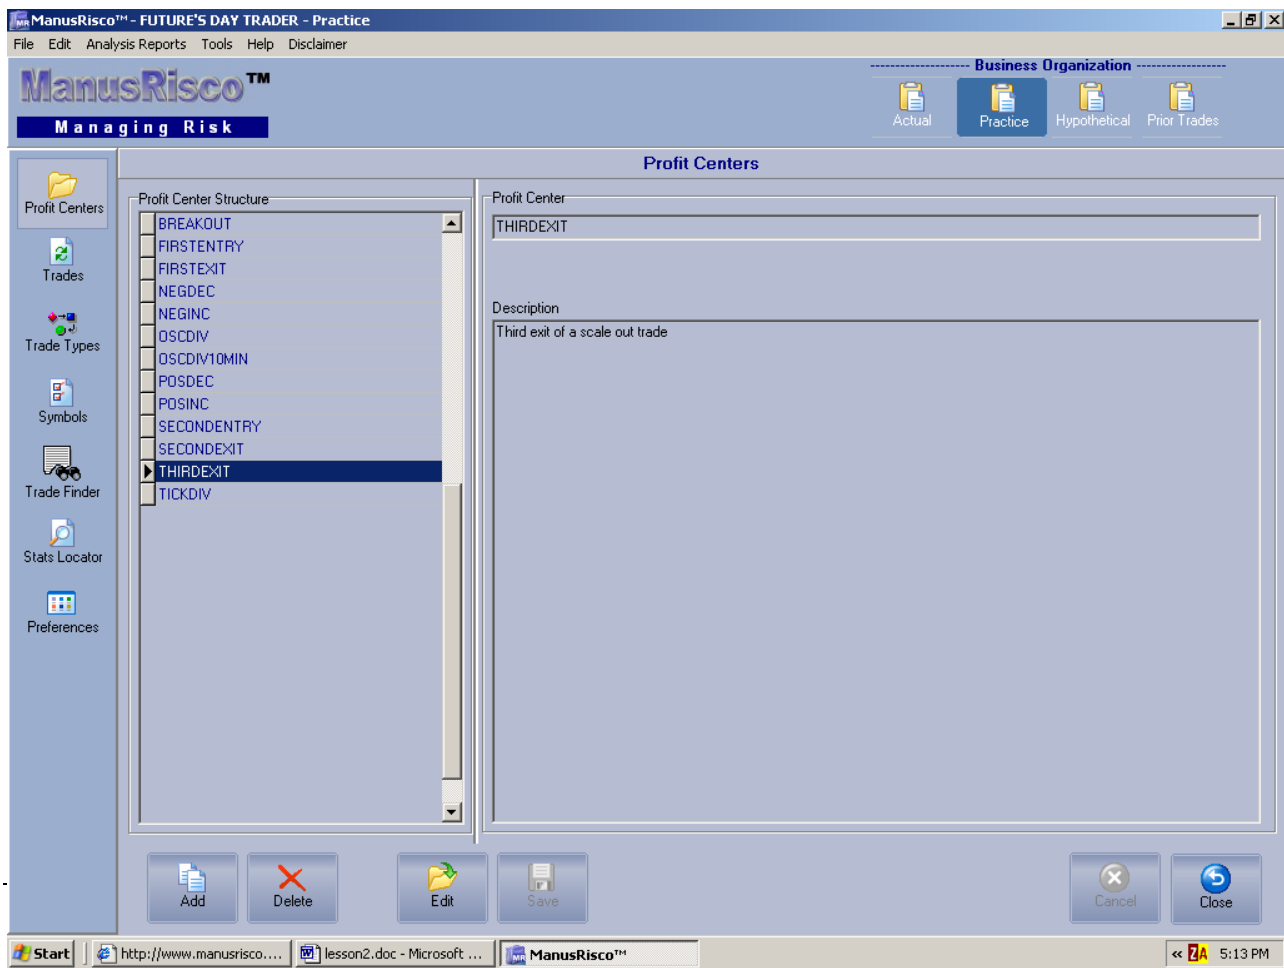 ManusRisco™ - FUTURE'S DAY TRADER - Practice
File Edit Analysis Reports Tools Help Disclaimer
ManusRisco™
Managing Risk
Business Organization
Actual Practice Hypothetical Prior Trades
Profit Centers
Profit Centers
Trades
Trade Types
Symbols
Trade Finder
Stats Locator
Preferences
Profit Center Structure
BREAKOUT
FIRSTENTRY
FIRSTEXIT
NEGDEC
NEGINC
OSCDIV
OSCDIV10MIN
POSDEC
POSINC
SECONDENTRY
SECONDEXIT
THIRDEXIT
TICKDIV
Profit Center
THIRDEXIT
Description
Third exit of a scale out trade
Add Delete Edit Save Cancel Close
Start http://www.manusrisco.... lesson2.doc - Microsoft ... MR ManusRisco™ « ZA 5:13 PM